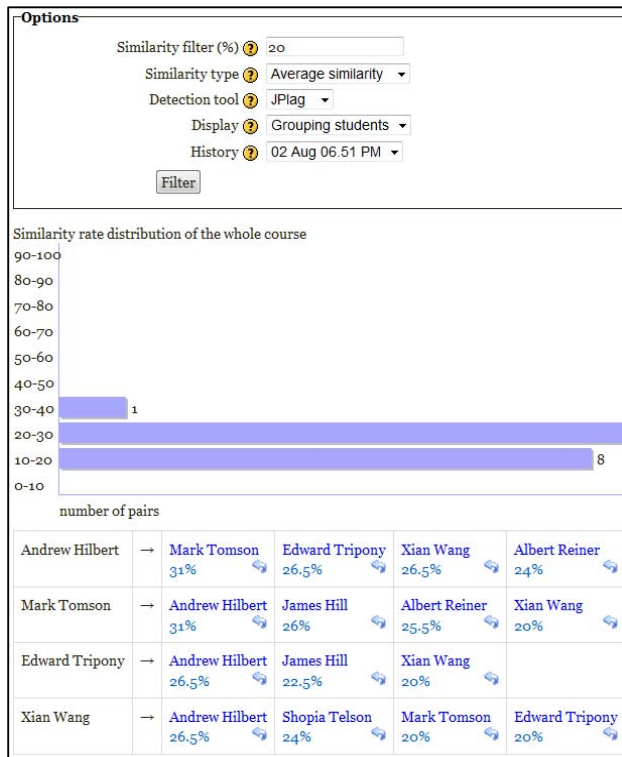 Options
Similarity filter (%) ? 20
Similarity type ? Average similarity
Detection tool ? JPlag
Display ? Grouping students
History ? 02 Aug 06.51 PM
Filter
Similarity rate distribution of the whole course
90-100
80-90
70-80
60-70
50-60
40-50
30-40 1
20-30
10-20 8
0-10
number of pairs
Andrew Hilbert → Mark Tomson Edward Tripony Xian Wang Albert Reiner
31% 26.5% 26.5% 24%
Mark Tomson → Andrew Hilbert James Hill Albert Reiner Xian Wang
31% 26% 25.5% 20%
Edward Tripony → Andrew Hilbert James Hill Xian Wang
26.5% 22.5% 20%
Xian Wang → Andrew Hilbert Shopia Telson Mark Tomson Edward Tripony
26.5% 24% 20% 20%